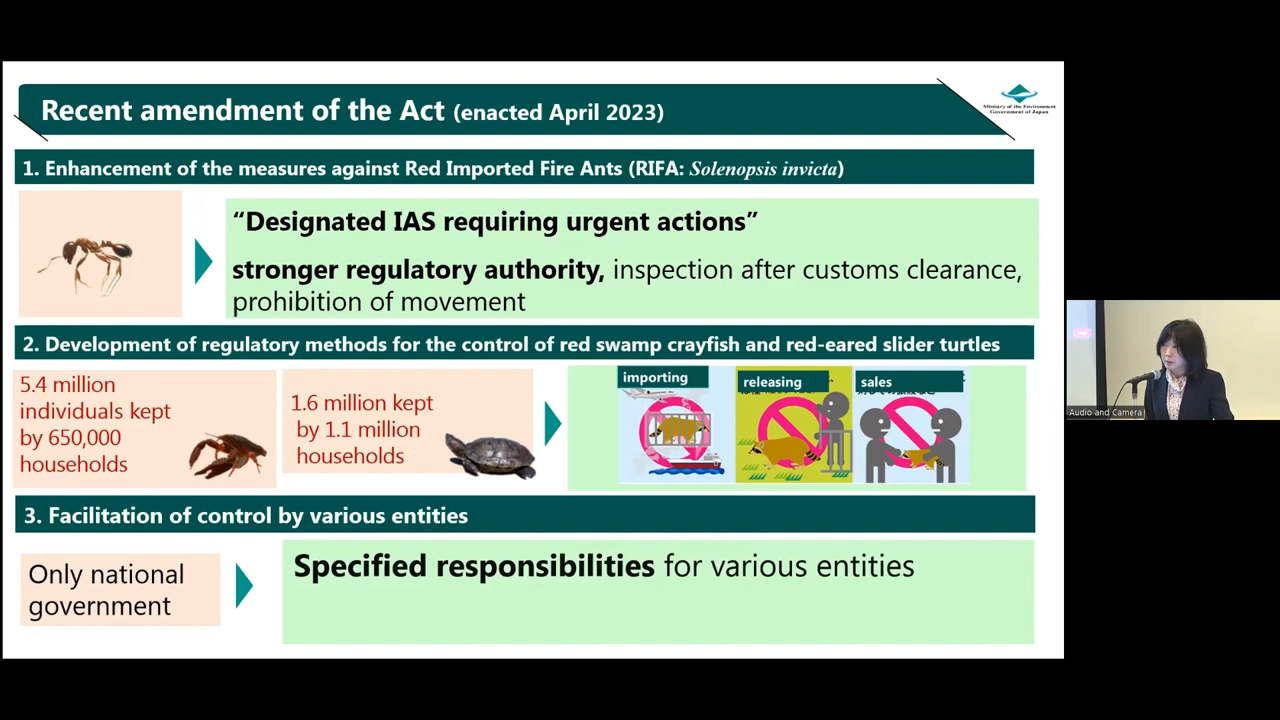 Recent amendment of the Act (enacted April 2023)
Ministry of the Environment
Government of Japan
1. Enhancement of the measures against Red Imported Fire Ants (RIFA: Solenopsis invicta)
“Designated IAS requiring urgent actions”
stronger regulatory authority, inspection after customs clearance,
prohibition of movement
2. Development of regulatory methods for the control of red swamp crayfish and red-eared slider turtles
5.4 million
individuals kept
by 650,000
households
1.6 million kept
by 1.1 million
households
importing
releasing
sales
Audio and Camera
3. Facilitation of control by various entities
Only national
government
Specified responsibilities for various entities